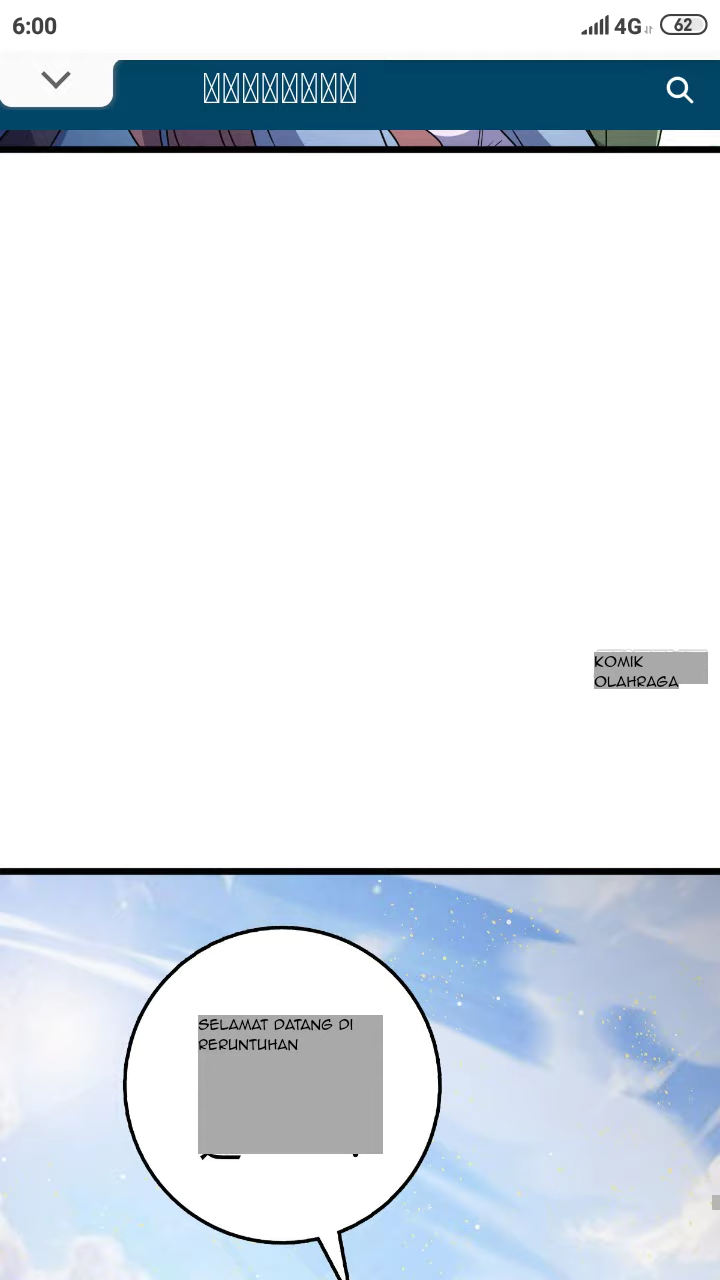 6:00
4G 62
KOMIK
OLAHRAGA
SELAMAT DATANG DI
RERUNTUHAN